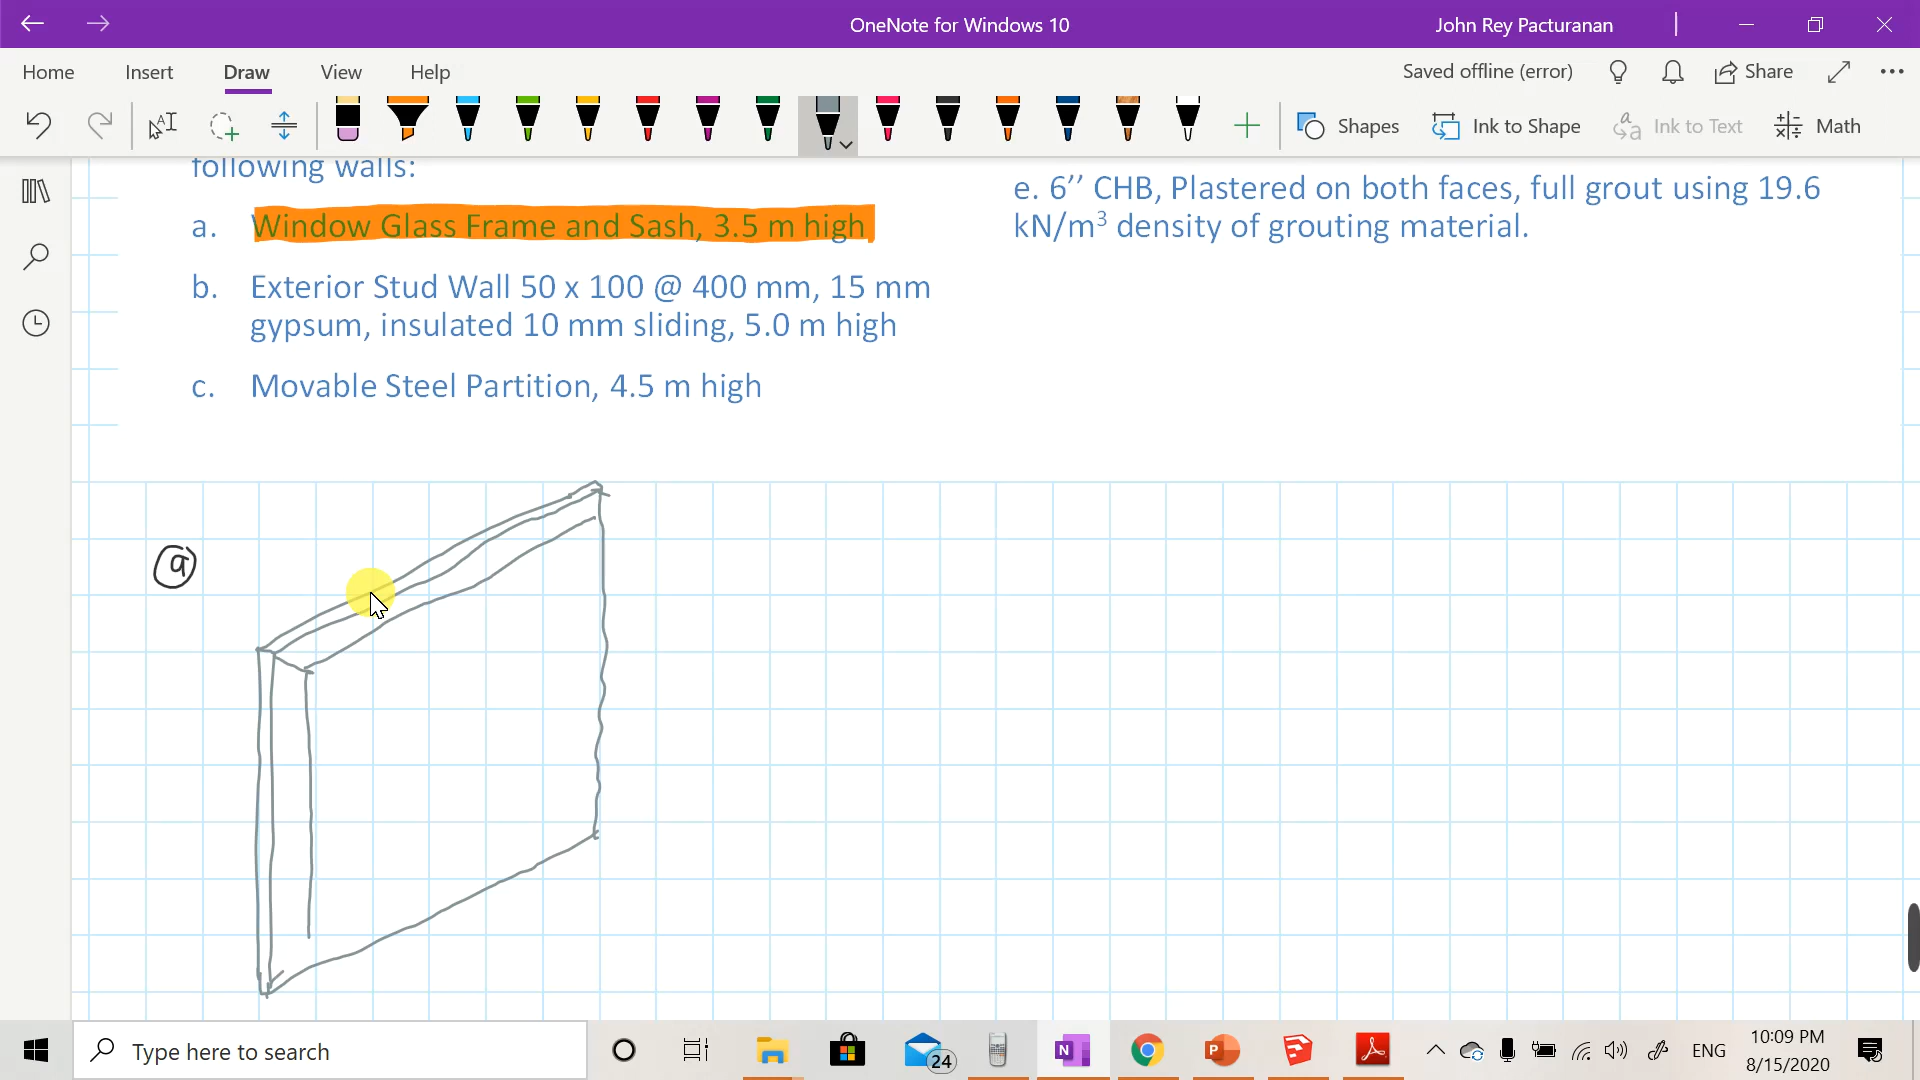 OneNote for Windows 10
John Rey Pacturanan
Home Insert Draw View Help
Saved offline (error)
Share
Shapes
Ink to Shape
Ink to Text
Math
following walls:
a. Window Glass Frame and Sash, 3.5 m high
b. Exterior Stud Wall 50 x 100 @ 400 mm, 15 mm
gypsum, insulated 10 mm sliding, 5.0 m high
c. Movable Steel Partition, 4.5 m high
e. 6’’ CHB, Plastered on both faces, full grout using 19.6
kN/m³ density of grouting material.
a
Type here to search
24
ENG
10:09 PM
8/15/2020